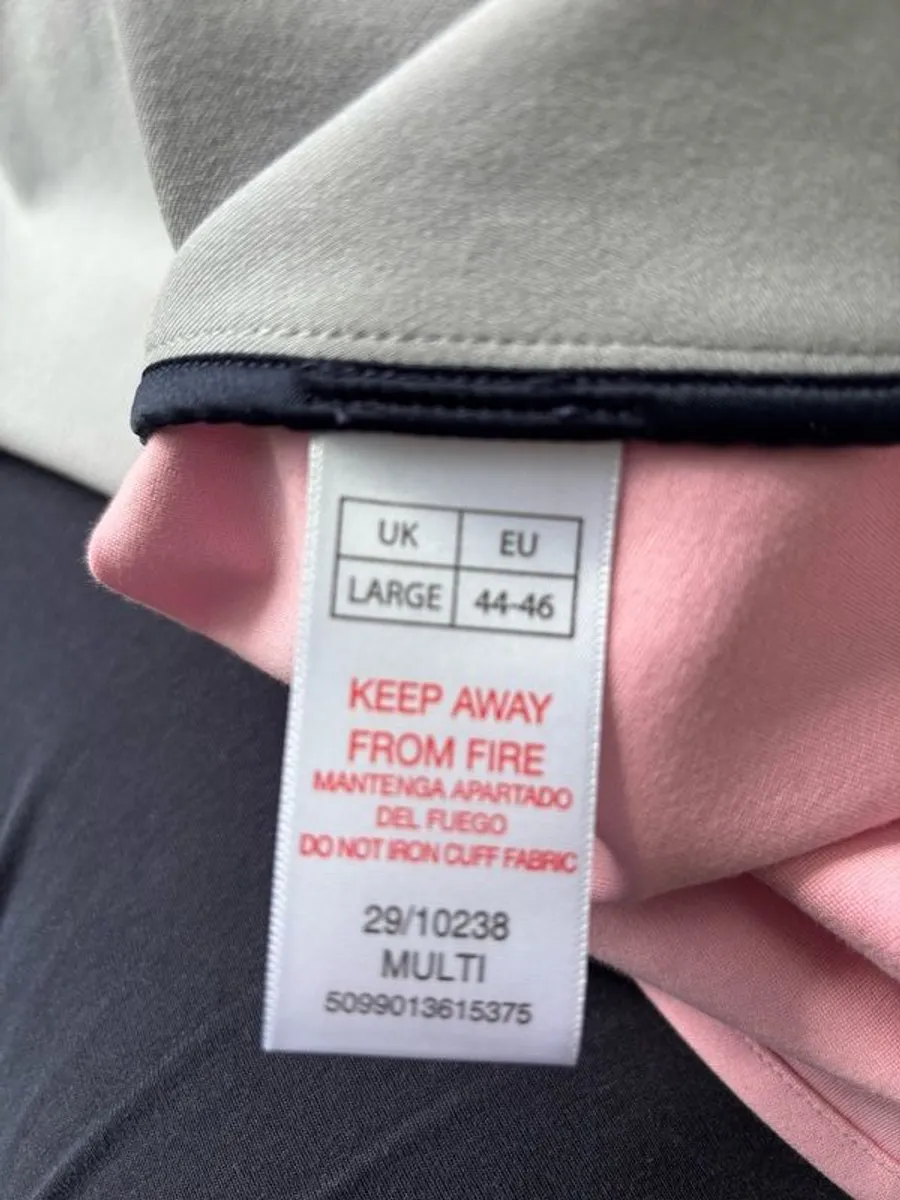 UK EU
LARGE 44-46
KEEP AWAY
FROM FIRE
MANTENGA APARTADO
DEL FUEGO
DO NOT IRON CUFF FABRIC
29/10238
MULTI
5099013615375